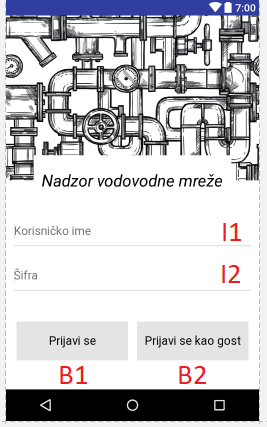 7:00
Nadzor vodovodne mreže
Korisničko ime I1
Šifra I2
Prijavi se Prijavi se kao gost
B1 B2